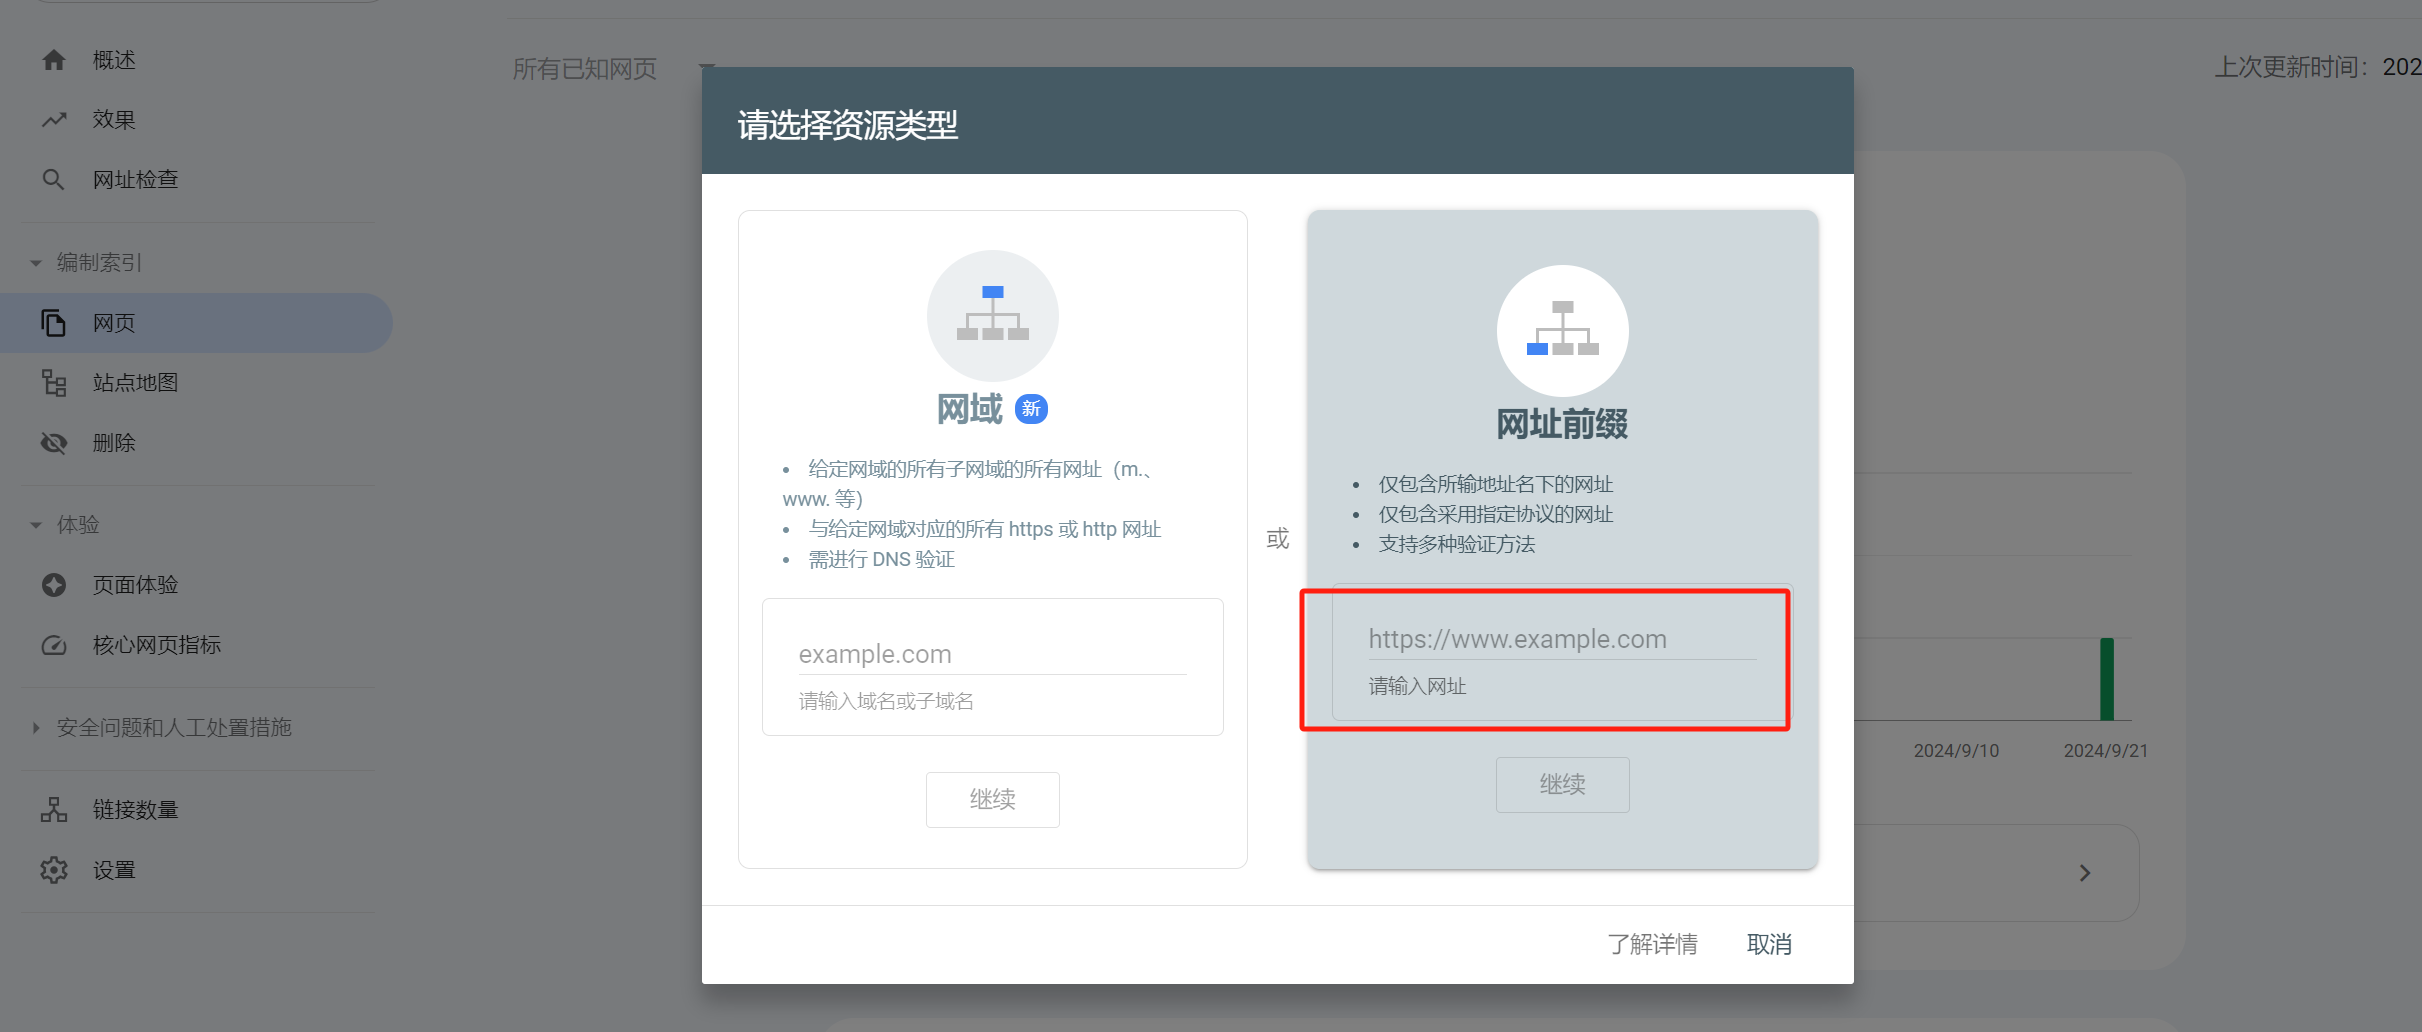 概述
效果
网址检查
编制索引
网页
站点地图
删除
体验
页面体验
核心网页指标
安全问题和人工处置措施
链接数量
设置
所有已知网页
上次更新时间：202
请选择资源类型
网域 新
• 给定网域的所有子网域的所有网址（m.、
www. 等）
• 与给定网域对应的所有 https 或 http 网址
• 需进行 DNS 验证
example.com
请输入域名或子域名
继续
或
网址前缀
• 仅包含所输地址名下的网址
• 仅包含采用指定协议的网址
• 支持多种验证方法
https://www.example.com
请输入网址
继续
2024/9/10
2024/9/21
了解详情
取消